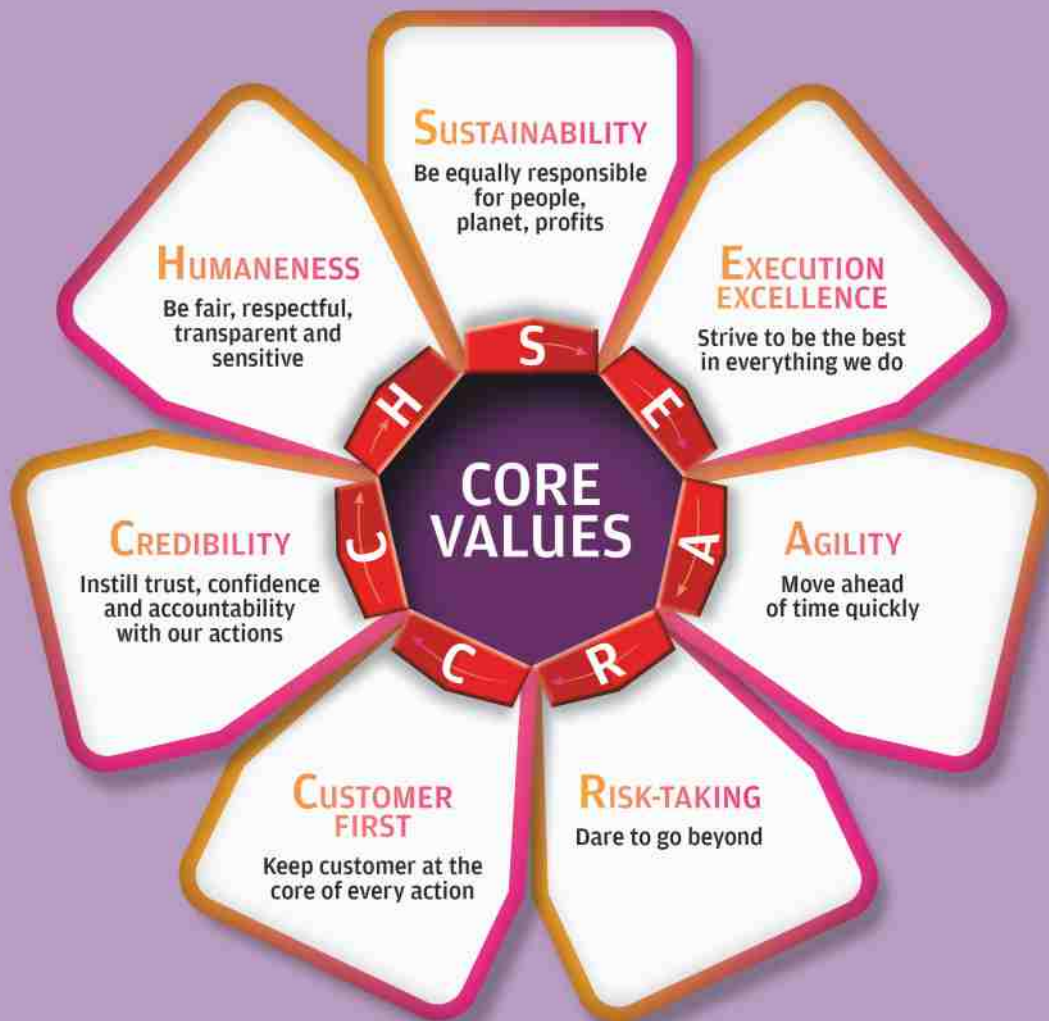 SUSTAINABILITY
Be equally responsible
for people,
planet, profits
EXECUTION
EXCELLENCE
Strive to be the best
in everything we do
AGILITY
Move ahead
of time quickly
RISK-TAKING
Dare to go beyond
CUSTOMER
FIRST
Keep customer at the
core of every action
CREDIBILITY
Instill trust, confidence
and accountability
with our actions
HUMANENESS
Be fair, respectful,
transparent and
sensitive
S
E
A
R
C
C
H
CORE
VALUES